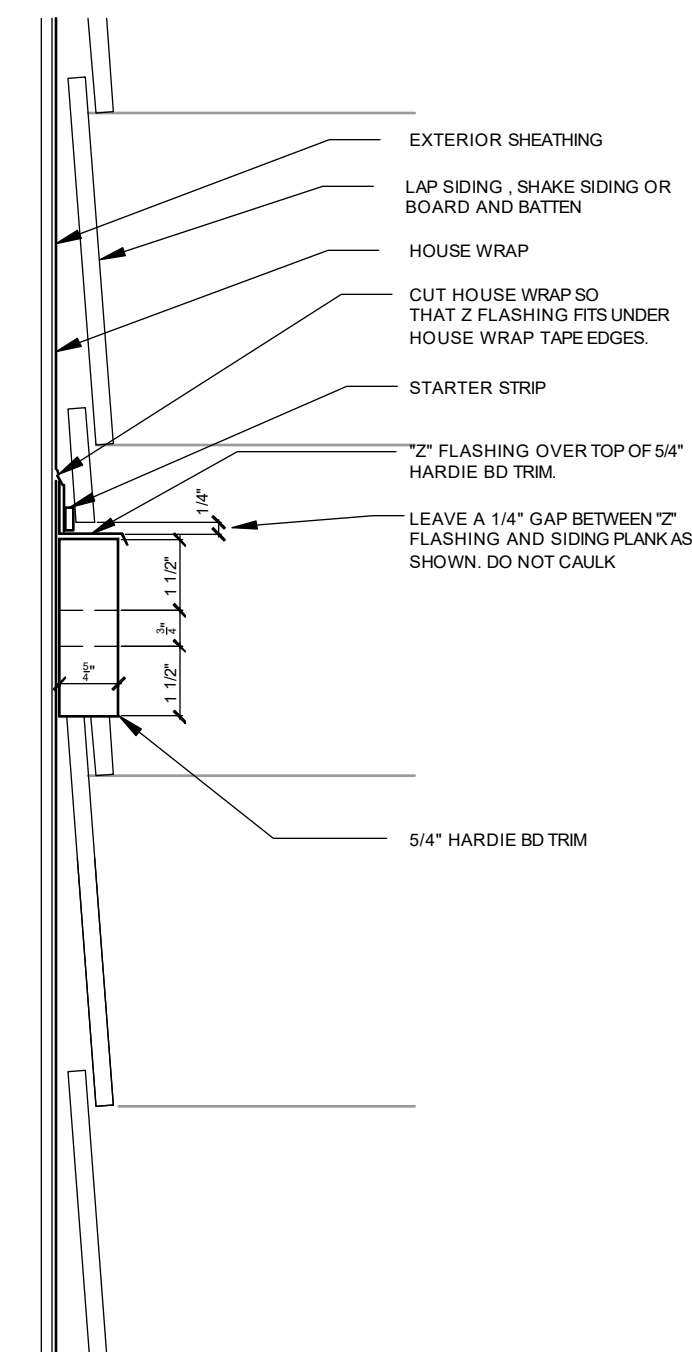 EXTERIOR SHEATHING
LAP SIDING , SHAKE SIDING OR
BOARD AND BATTEN
HOUSE WRAP
CUT HOUSE WRAP SO
THAT Z FLASHING FITS UNDER
HOUSE WRAP TAPE EDGES.
STARTER STRIP
"Z" FLASHING OVER TOP OF 5/4"
HARDIE BD TRIM.
1/4"
LEAVE A 1/4" GAP BETWEEN "Z"
FLASHING AND SIDING PLANK AS
SHOWN. DO NOT CAULK
1 1/2"
3/4
5/4"
1 1/2"
5/4" HARDIE BD TRIM